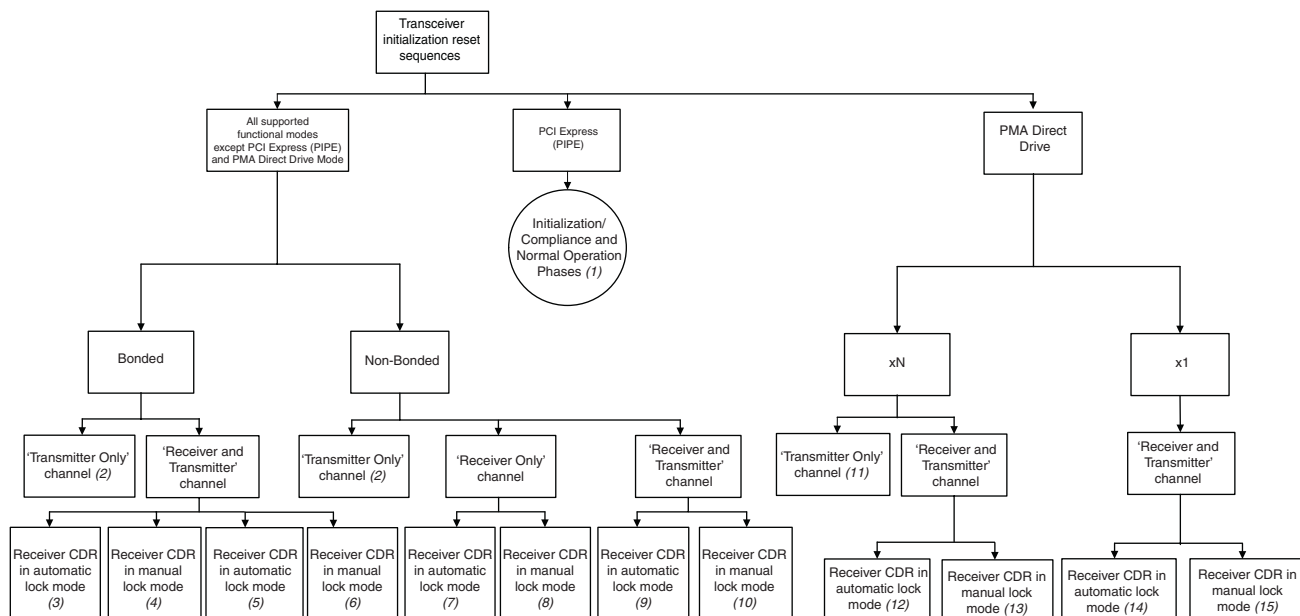 Transceiver
initialization reset
sequences
All supported
functional modes
except PCI Express (PIPE)
and PMA Direct Drive Mode
PCI Express
(PIPE)
PMA Direct
Drive
Initialization/
Compliance and
Normal Operation
Phases (1)
Bonded
Non-Bonded
xN
x1
'Transmitter Only'
channel (2)
'Receiver and
Transmitter'
channel
'Transmitter Only'
channel (2)
'Receiver Only'
channel
'Receiver and
Transmitter'
channel
'Transmitter Only'
channel (11)
'Receiver and
Transmitter'
channel
'Receiver and
Transmitter'
channel
Receiver CDR
in automatic
lock mode
(3)
Receiver CDR
in manual lock
mode
(4)
Receiver CDR
in automatic
lock mode
(5)
Receiver CDR
in manual lock
mode
(6)
Receiver CDR
in automatic
lock mode
(7)
Receiver CDR
in manual lock
mode
(8)
Receiver CDR
in automatic
lock mode
(9)
Receiver CDR
in manual lock
mode
(10)
Receiver CDR in
automatic lock
mode (12)
Receiver CDR in
manual lock
mode (13)
Receiver CDR in
automatic lock
mode (14)
Receiver CDR in
manual lock
mode (15)